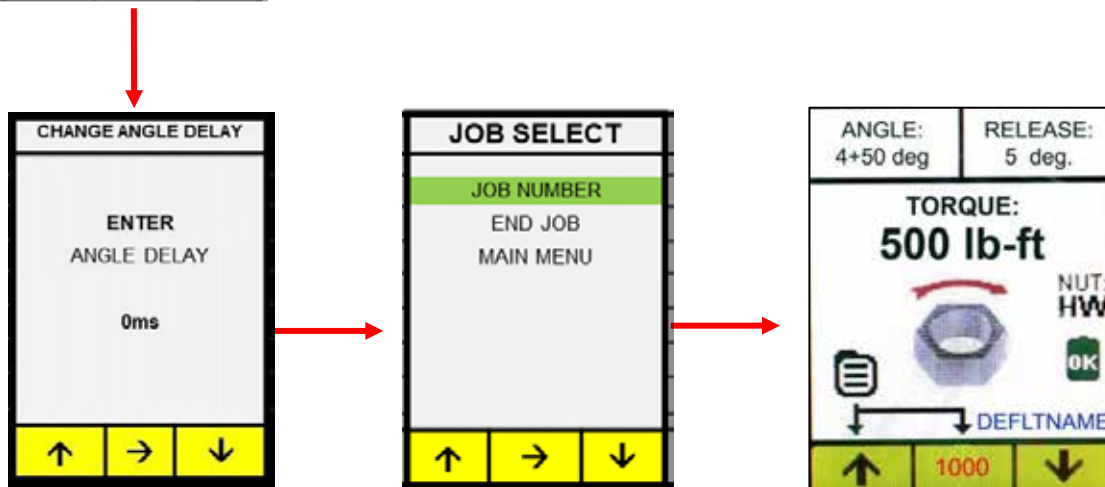 CHANGE ANGLE DELAY
ENTER
ANGLE DELAY
0ms
JOB SELECT
JOB NUMBER
END JOB
MAIN MENU
ANGLE:
4+50 deg
RELEASE:
5 deg.
TORQUE:
500 lb-ft
NUT:
HW
OK
DEFLTNAME
1000